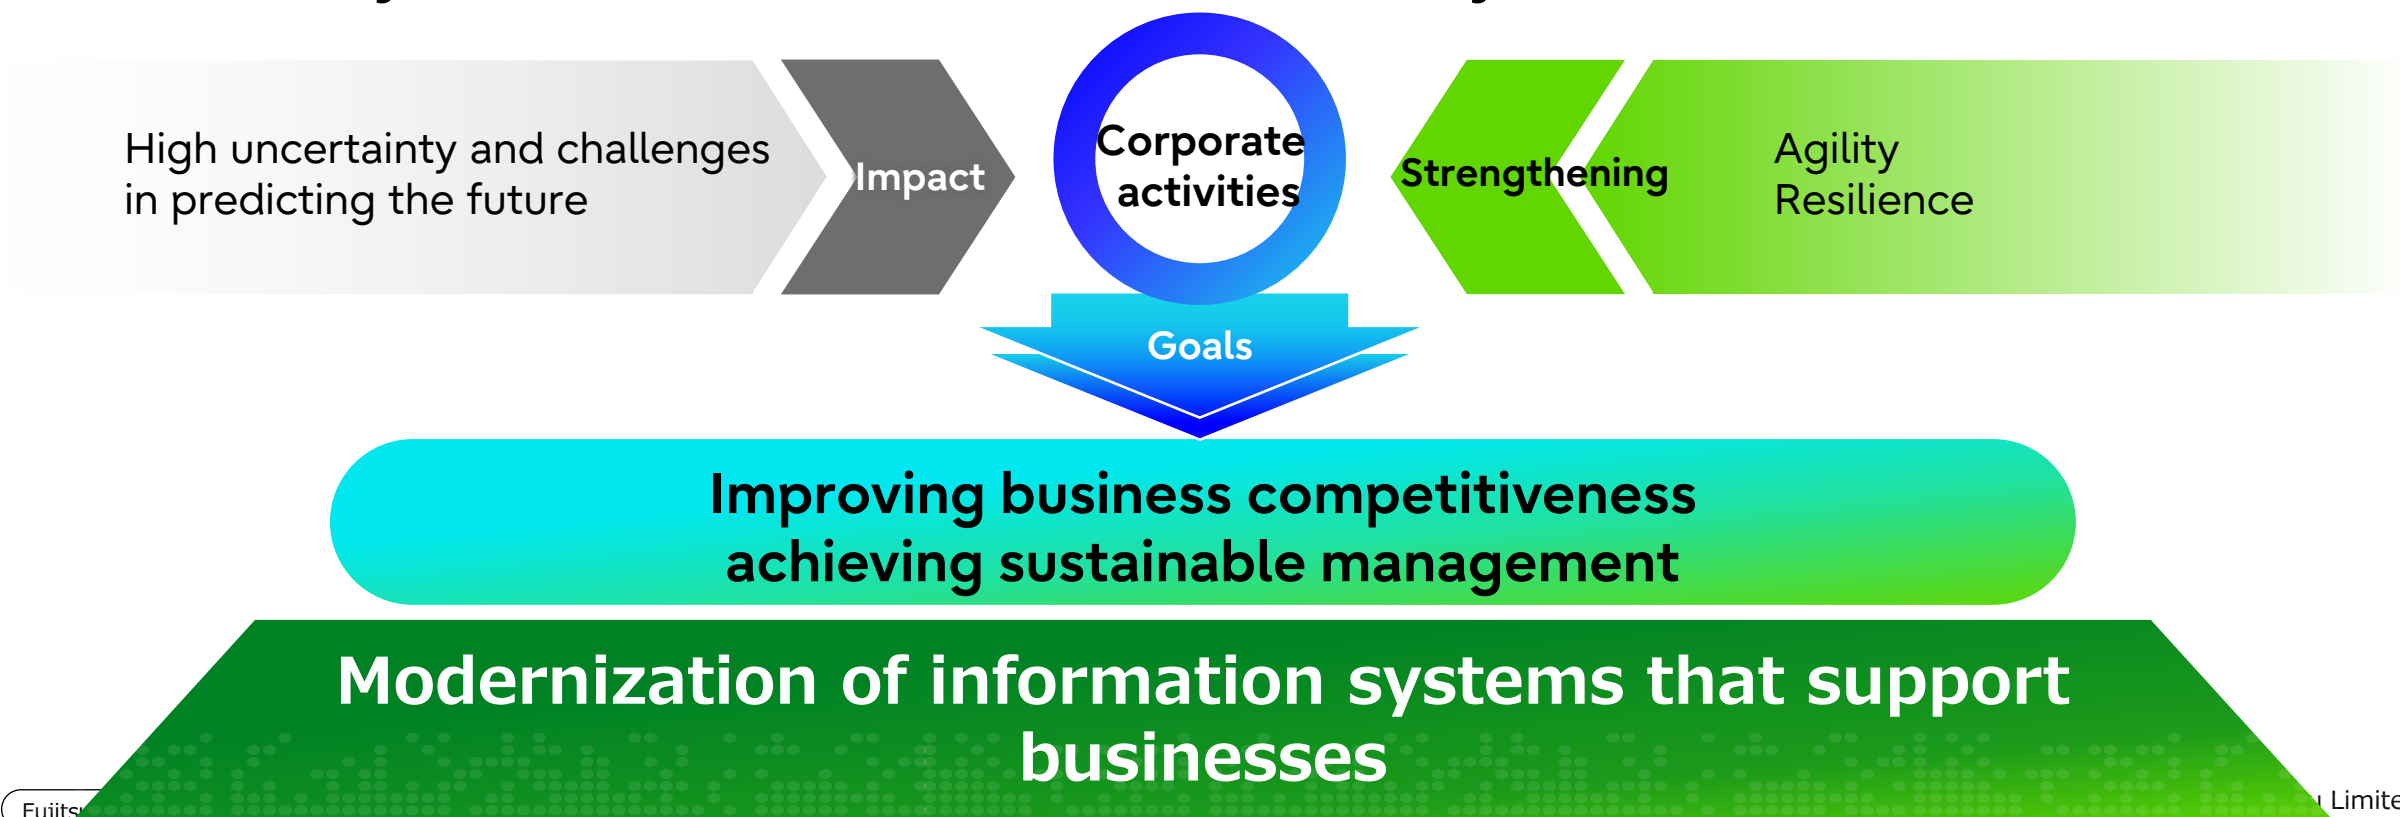 High uncertainty and challenges
in predicting the future
Impact
Corporate
activities
Strengthening
Agility
Resilience
Goals
Improving business competitiveness
achieving sustainable management
Modernization of information systems that support
businesses